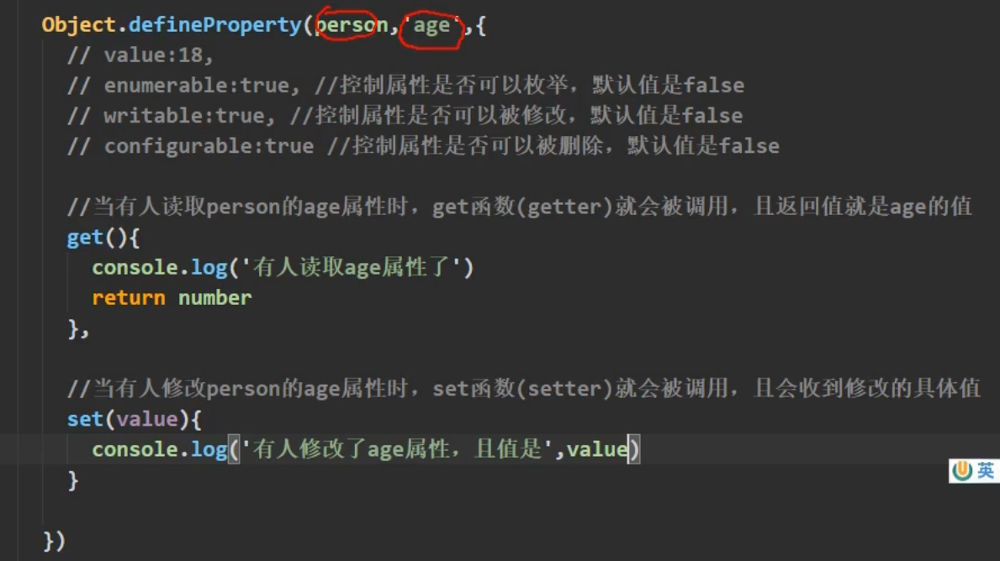 Object.defineProperty(person,'age',{
// value:18,
// enumerable:true, //控制属性是否可以枚举，默认值是false
// writable:true, //控制属性是否可以被修改，默认值是false
// configurable:true //控制属性是否可以被删除，默认值是false
//当有人读取person的age属性时，get函数(getter)就会被调用，且返回值就是age的值
get(){
console.log('有人读取age属性了')
return number
},
//当有人修改person的age属性时，set函数(setter)就会被调用，且会收到修改的具体值
set(value){
console.log('有人修改了age属性，且值是',value)
}
})
英